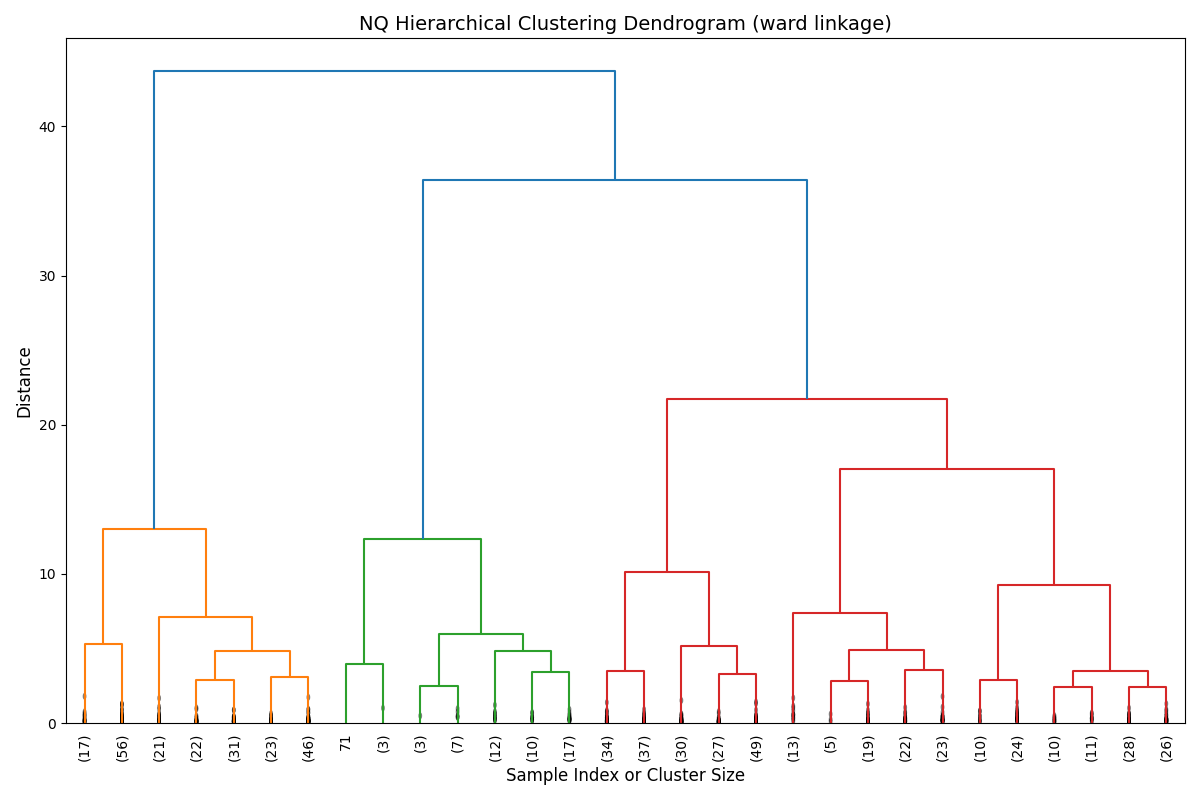 NQ Hierarchical Clustering Dendrogram (ward linkage)
Distance
40
30
20
10
0
(17) (56) (21) (22) (31) (23) (46) 71 (3) (3) (7) (12) (10) (17) (34) (37) (30) (27) (49) (13) (5) (19) (22) (23) (10) (24) (10) (11) (28) (26)
Sample Index or Cluster Size